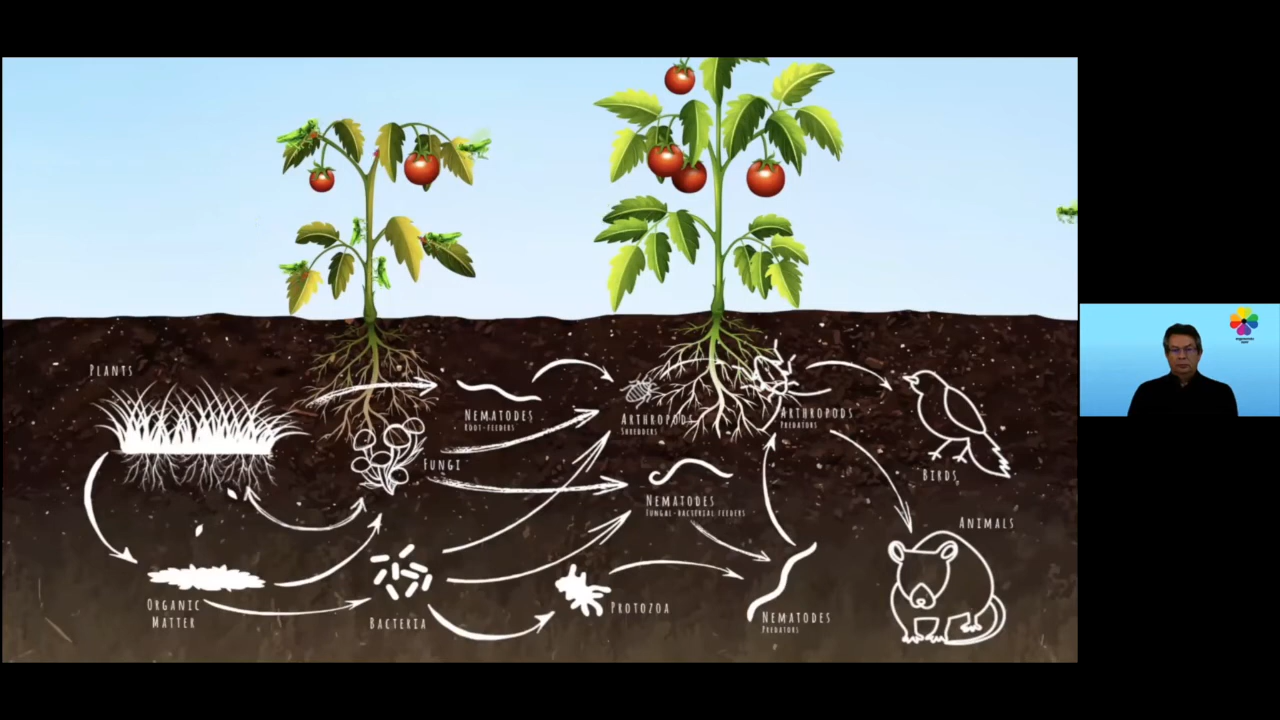 Plants
Nematodes
Root-feeders
Arthropods
Shredders
Arthropods
Predators
Fungi
Birds
Nematodes
Fungal-bacterial feeders
Animals
Organic
Matter
Bacteria
Protozoa
Nematodes
Predators